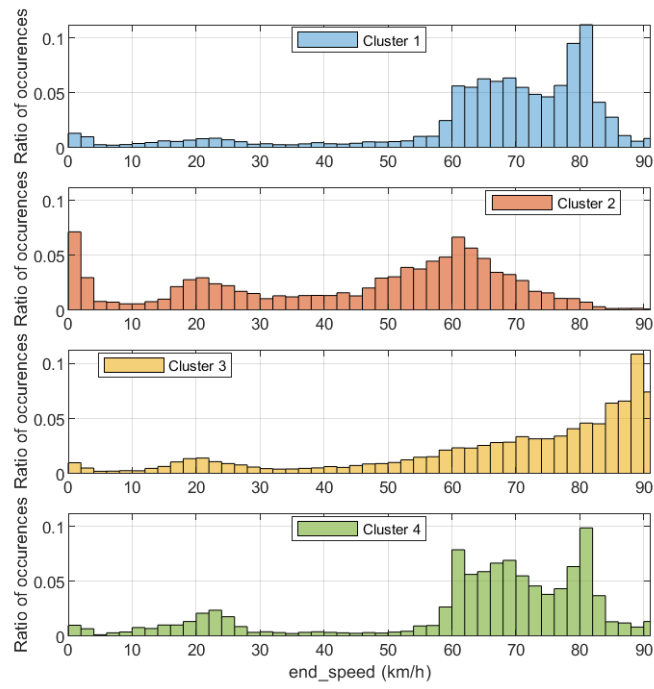 Ratio of occurences
0.1
0.05
0
Cluster 1
0 10 20 30 40 50 60 70 80 90
Ratio of occurences
0.1
0.05
0
Cluster 2
0 10 20 30 40 50 60 70 80 90
Ratio of occurences
0.1
0.05
0
Cluster 3
0 10 20 30 40 50 60 70 80 90
Ratio of occurences
0.1
0.05
0
Cluster 4
0 10 20 30 40 50 60 70 80 90
end_speed (km/h)